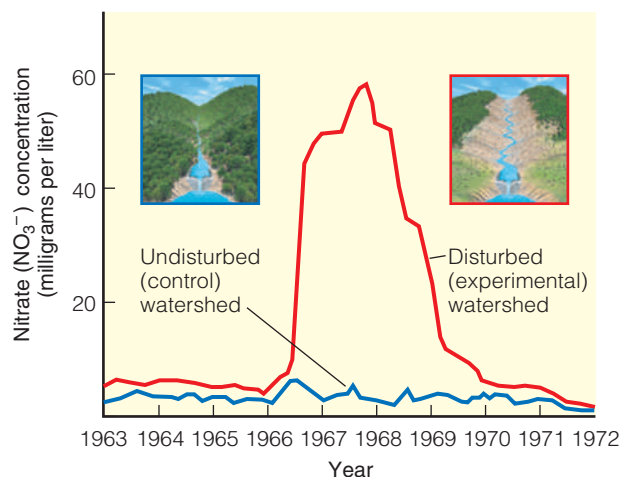 Nitrate (NO₃⁻) concentration
(milligrams per liter)
60
40
20
Undisturbed
(control)
watershed
Disturbed
(experimental)
watershed
1963 1964 1965 1966 1967 1968 1969 1970 1971 1972
Year